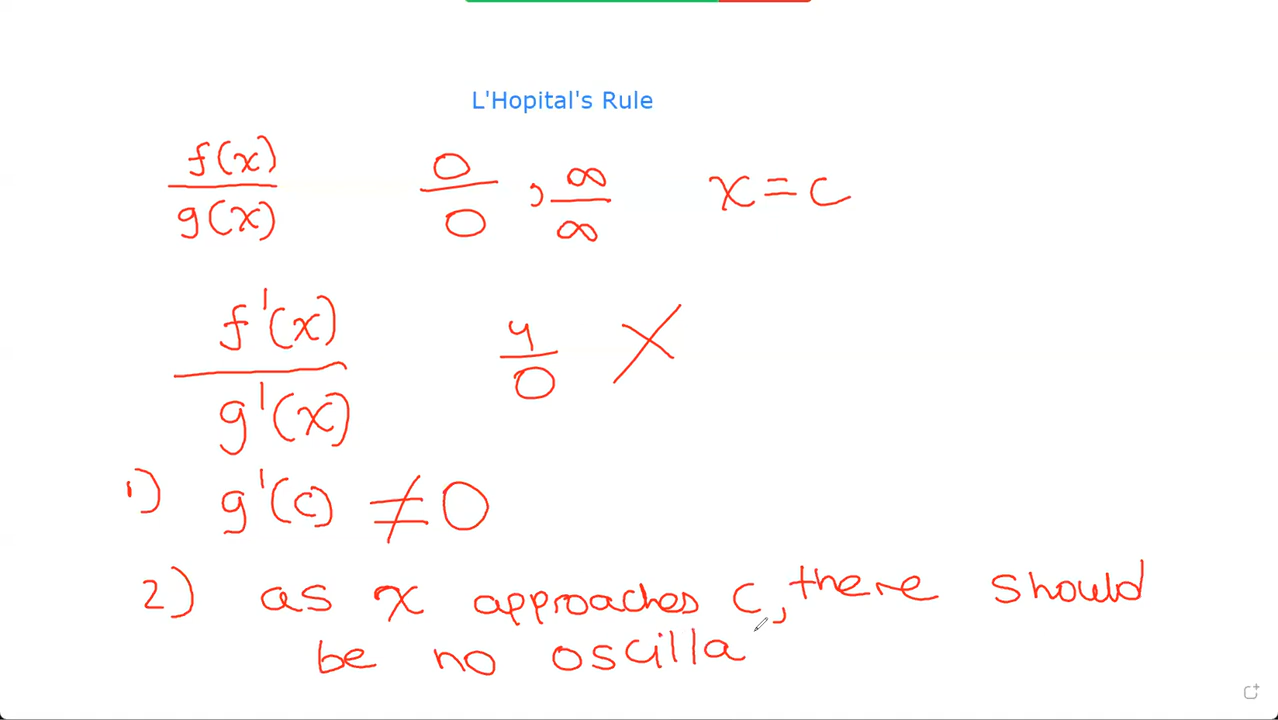 L'Hopital's Rule
f(x)/g(x) 0/0 , ∞/∞ x = c
f'(x)/g'(x) 4/0 X
1) g'(c) ≠ 0
2) as x approaches c, there should
be no oscilla